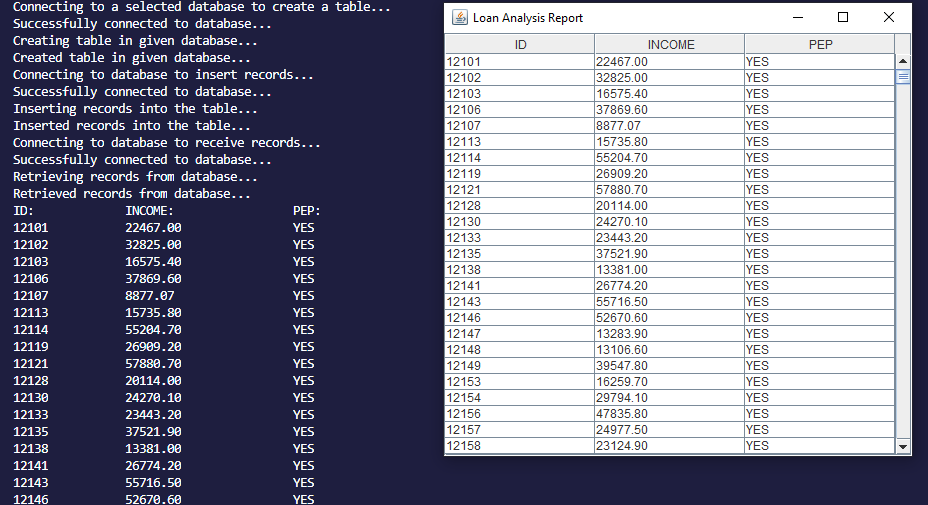 Connecting to a selected database to create a table...
Successfully connected to database...
Creating table in given database...
Created table in given database...
Connecting to database to insert records...
Successfully connected to database...
Inserting records into the table...
Inserted records into the table...
Connecting to database to receive records...
Successfully connected to database...
Retrieving records from database...
Retrieved records from database...
ID: INCOME: PEP:
12101 22467.00 YES
12102 32825.00 YES
12103 16575.40 YES
12106 37869.60 YES
12107 8877.07 YES
12113 15735.80 YES
12114 55204.70 YES
12119 26909.20 YES
12121 57880.70 YES
12128 20114.00 YES
12130 24270.10 YES
12133 23443.20 YES
12135 37521.90 YES
12138 13381.00 YES
12141 26774.20 YES
12143 55716.50 YES
12146 52670.60 YES
Loan Analysis Report
ID INCOME PEP
12101 22467.00 YES
12102 32825.00 YES
12103 16575.40 YES
12106 37869.60 YES
12107 8877.07 YES
12113 15735.80 YES
12114 55204.70 YES
12119 26909.20 YES
12121 57880.70 YES
12128 20114.00 YES
12130 24270.10 YES
12133 23443.20 YES
12135 37521.90 YES
12138 13381.00 YES
12141 26774.20 YES
12143 55716.50 YES
12146 52670.60 YES
12147 13283.90 YES
12148 13106.60 YES
12149 39547.80 YES
12153 16259.70 YES
12154 29794.10 YES
12156 47835.80 YES
12157 24977.50 YES
12158 23124.90 YES